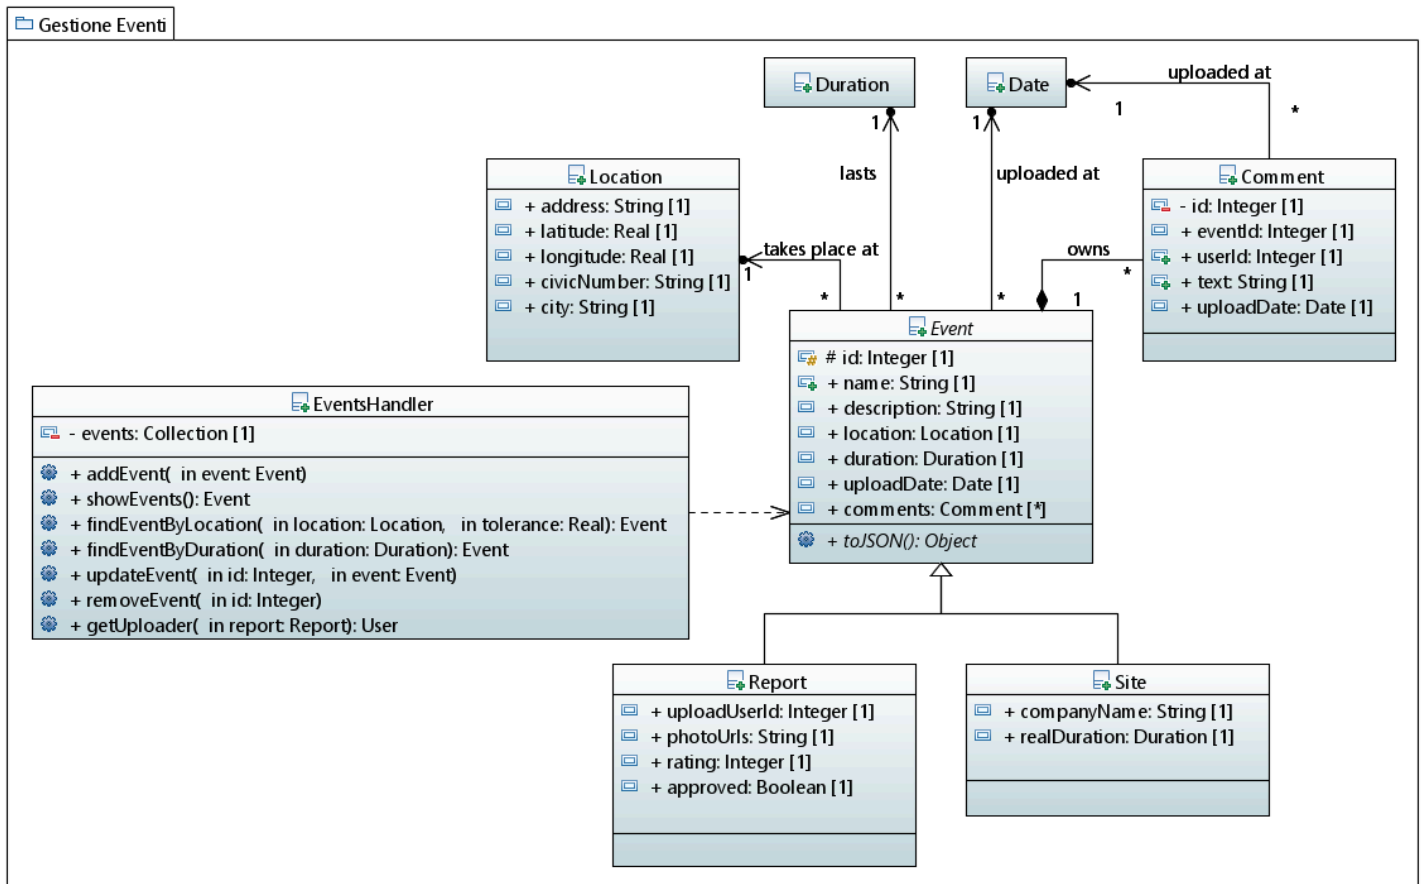 Gestione Eventi
Duration
Date
uploaded at
1
*
1
1
lasts
uploaded at
Location
+ address: String [1]
+ latitude: Real [1]
+ longitude: Real [1]
+ civicNumber: String [1]
+ city: String [1]
takes place at
1
*
*
*
Comment
- id: Integer [1]
+ eventId: Integer [1]
+ userId: Integer [1]
+ text: String [1]
+ uploadDate: Date [1]
owns
*
1
Event
# id: Integer [1]
+ name: String [1]
+ description: String [1]
+ location: Location [1]
+ duration: Duration [1]
+ uploadDate: Date [1]
+ comments: Comment [*]
+ toJSON(): Object
EventsHandler
- events: Collection [1]
+ addEvent( in event: Event)
+ showEvents(): Event
+ findEventByLocation( in location: Location, in tolerance: Real): Event
+ findEventByDuration( in duration: Duration): Event
+ updateEvent( in id: Integer, in event: Event)
+ removeEvent( in id: Integer)
+ getUploader( in report: Report): User
Report
+ uploadUserId: Integer [1]
+ photoUrls: String [1]
+ rating: Integer [1]
+ approved: Boolean [1]
Site
+ companyName: String [1]
+ realDuration: Duration [1]